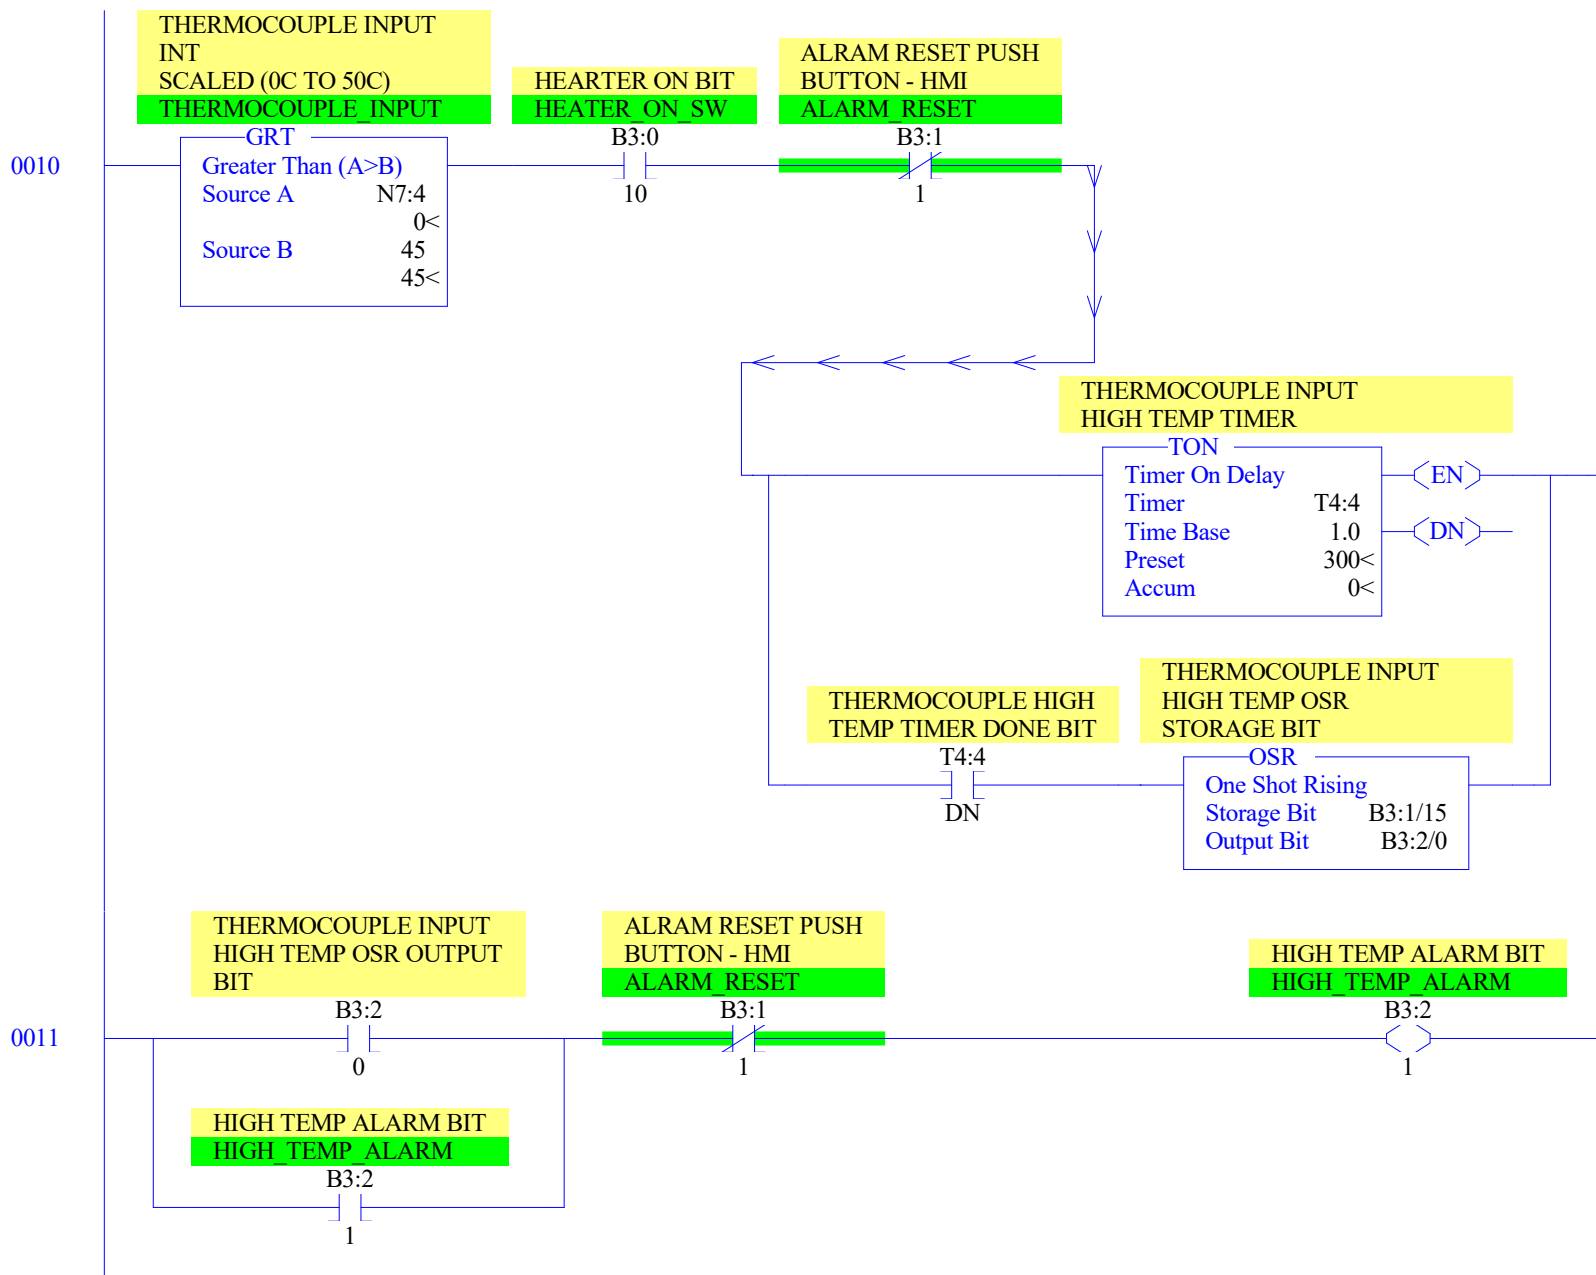 THERMOCOUPLE INPUT
INT
SCALED (0C TO 50C)
THERMOCOUPLE_INPUT
GRT
Greater Than (A>B)
Source A N7:4
0<
Source B 45
45<
HEARTER ON BIT
HEATER_ON_SW
B3:0
10
ALRAM RESET PUSH
BUTTON - HMI
ALARM_RESET
B3:1
1
0010
THERMOCOUPLE INPUT
HIGH TEMP TIMER
TON
Timer On Delay
Timer T4:4
Time Base 1.0
Preset 300<
Accum 0<
EN
DN
THERMOCOUPLE HIGH
TEMP TIMER DONE BIT
T4:4
DN
THERMOCOUPLE INPUT
HIGH TEMP OSR
STORAGE BIT
OSR
One Shot Rising
Storage Bit B3:1/15
Output Bit B3:2/0
THERMOCOUPLE INPUT
HIGH TEMP OSR OUTPUT
BIT
B3:2
0
ALRAM RESET PUSH
BUTTON - HMI
ALARM_RESET
B3:1
1
HIGH TEMP ALARM BIT
HIGH_TEMP_ALARM
B3:2
1
0011
HIGH TEMP ALARM BIT
HIGH_TEMP_ALARM
B3:2
1